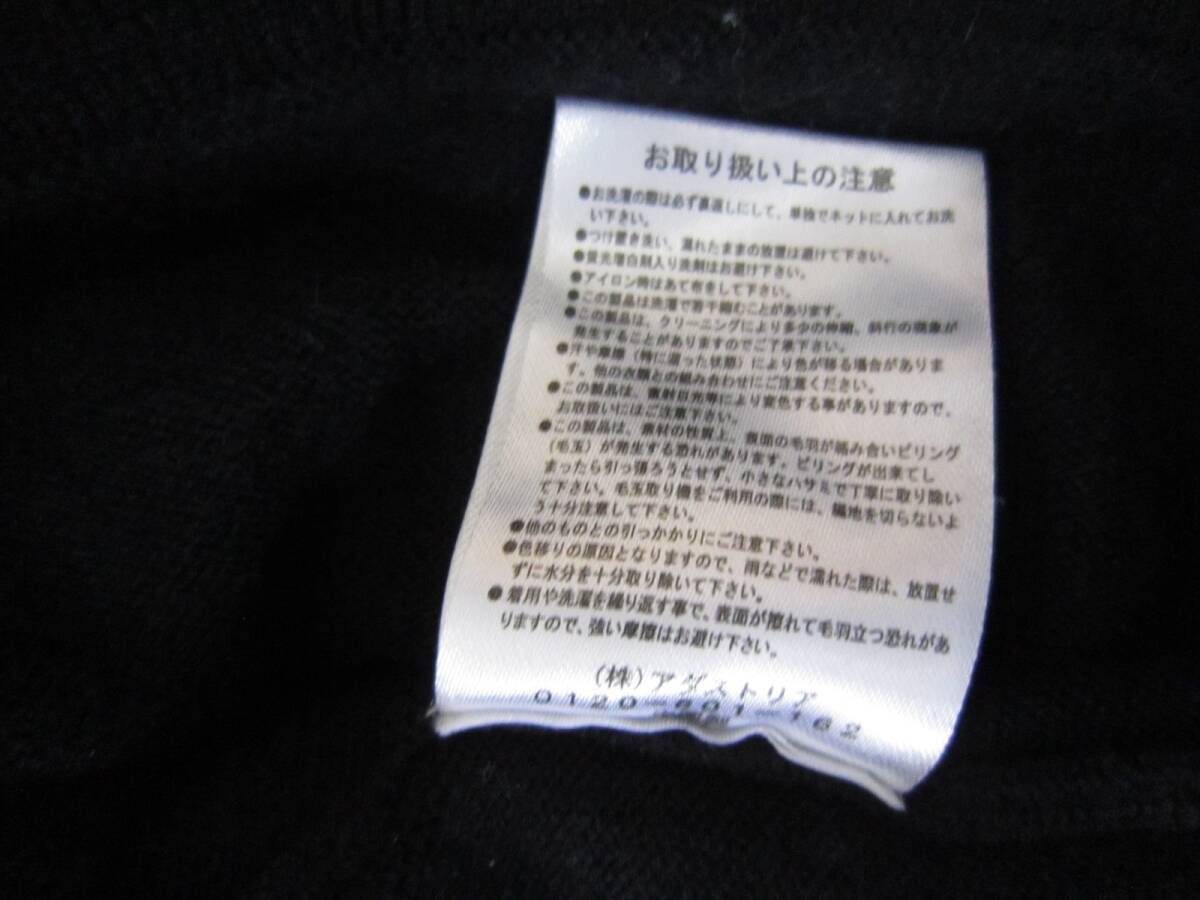 お取り扱い上の注意
●お洗濯の際は必ず裏返しにして、単独でネットに入れてお洗
い下さい。
●つけ置き洗い、濡れたままの放置は避けて下さい。
●蛍光増白剤入り洗剤はお避け下さい。
●アイロン時はあて布をして下さい。
●この製品は洗濯で若干縮むことがあります。
●この製品は、クリーニングにより多少の伸縮、斜行の現象が
発生することがありますのでご了承下さい。
●汗や摩擦(特に湿った状態)により色が移る場合がありま
す。他の衣類との組み合わせにご注意ください。
●この製品は、直射日光等により変色する事がありますので、
お取扱いにはご注意下さい。
●この製品は、素材の性質上、表面の毛羽が絡み合いピリング
(毛玉)が発生する恐れがあります。ピリングが出来てし
まったら引っ張ろうとせず、小さなハサミで丁寧に取り除い
て下さい。毛玉取り機をご利用の際には、編地を切らないよ
う十分注意して下さい。
●他のものとの引っかかりにご注意下さい。
●色移りの原因となりますので、雨などで濡れた際は、放置せ
ずに水分を十分取り除いて下さい。
●着用や洗濯を繰り返す事で、表面が擦れて毛羽立つ恐れがあ
りますので、強い摩擦はお避け下さい。
(株)アダストリア
0120-601-162